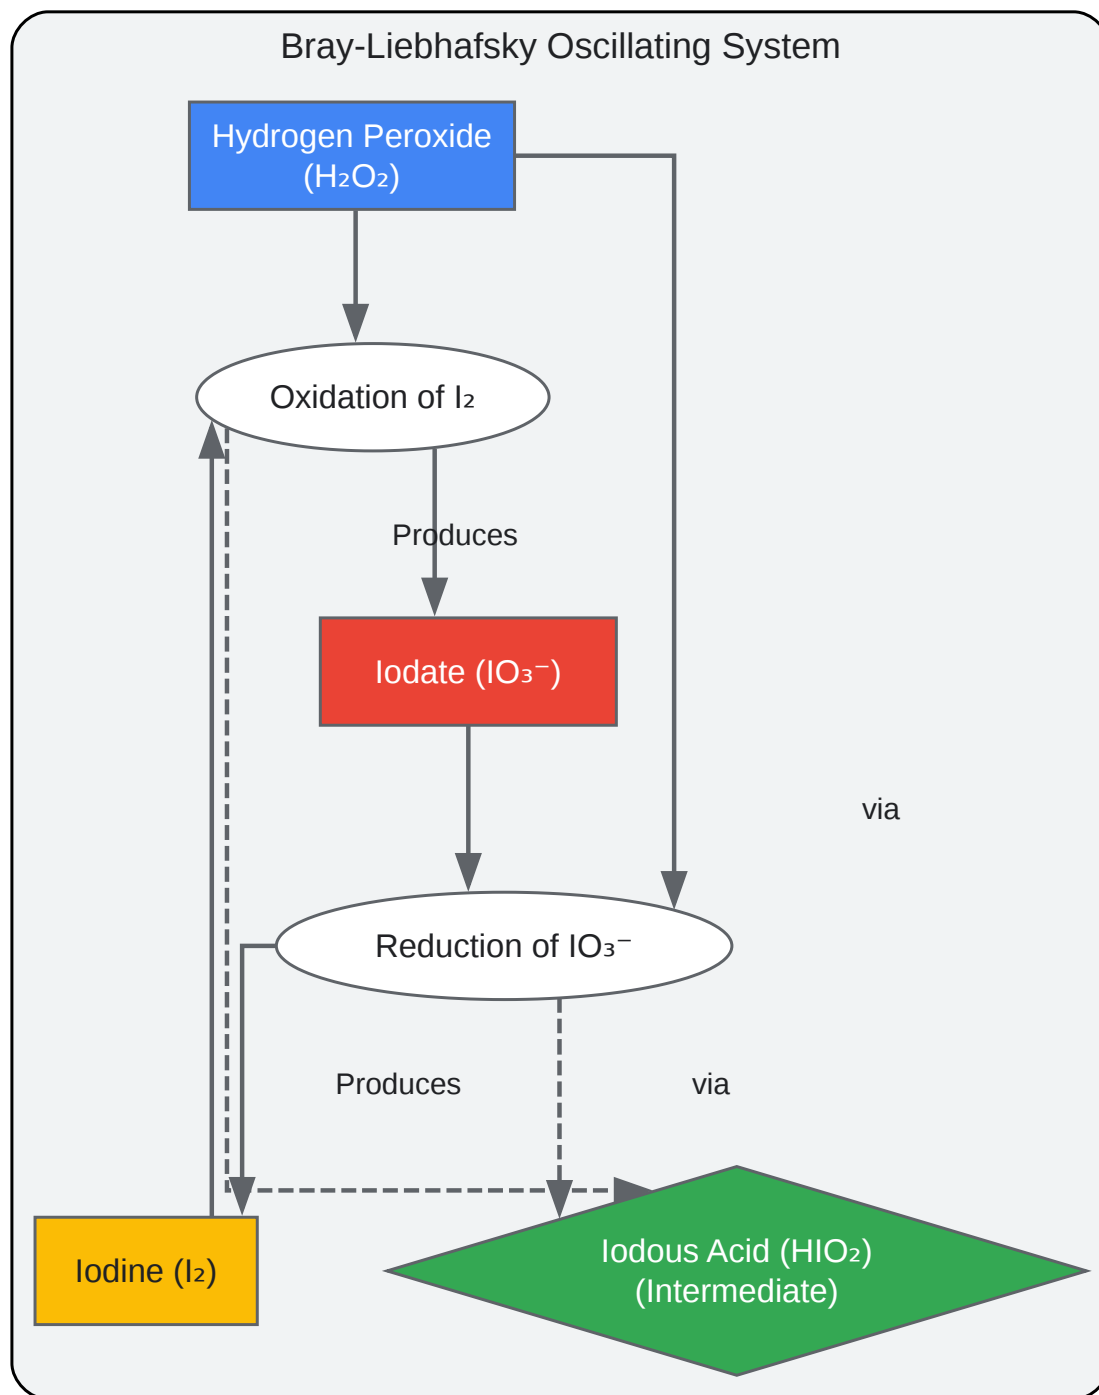 Bray-Liebhafsky Oscillating System
Hydrogen Peroxide
(H₂O₂)
Oxidation of I₂
Produces
Iodate (IO₃⁻)
via
Reduction of IO₃⁻
Produces
via
Iodine (I₂)
Iodous Acid (HIO₂)
(Intermediate)